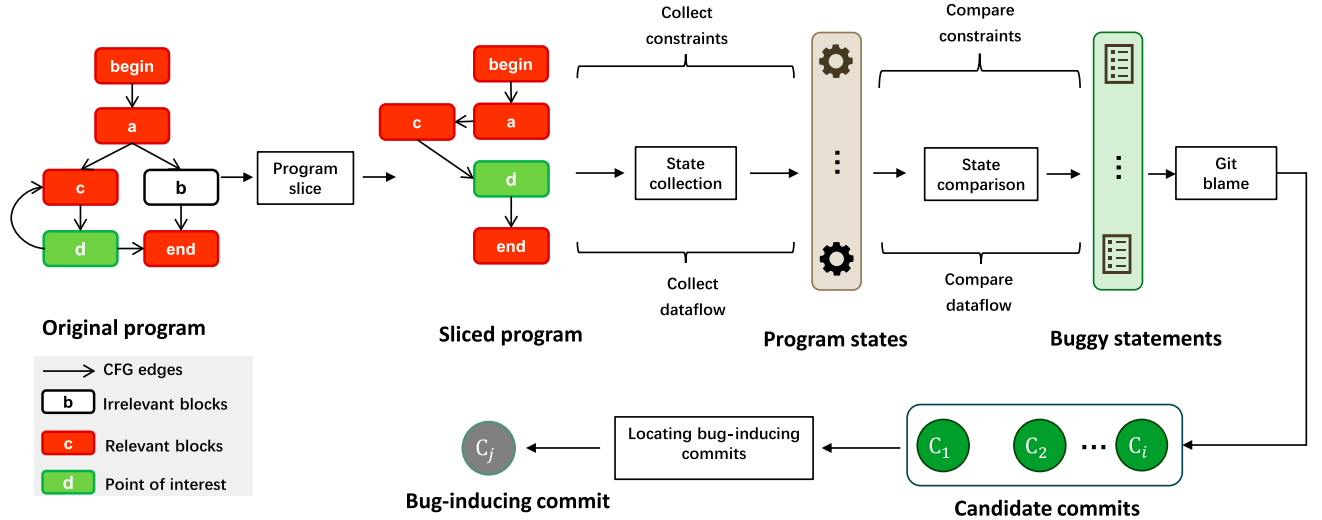 begin
a
c
b
d
end
Original program
CFG edges
b
Irrelevant blocks
c
Relevant blocks
d
Point of interest
Program
slice
begin
c
a
d
end
Sliced program
Collect
constraints
State
collection
Collect
dataflow
Program states
Compare
constraints
State
comparison
Compare
dataflow
Buggy statements
Git
blame
C1
C2
Ci
Candidate commits
Locating bug-inducing
commits
Cj
Bug-inducing commit